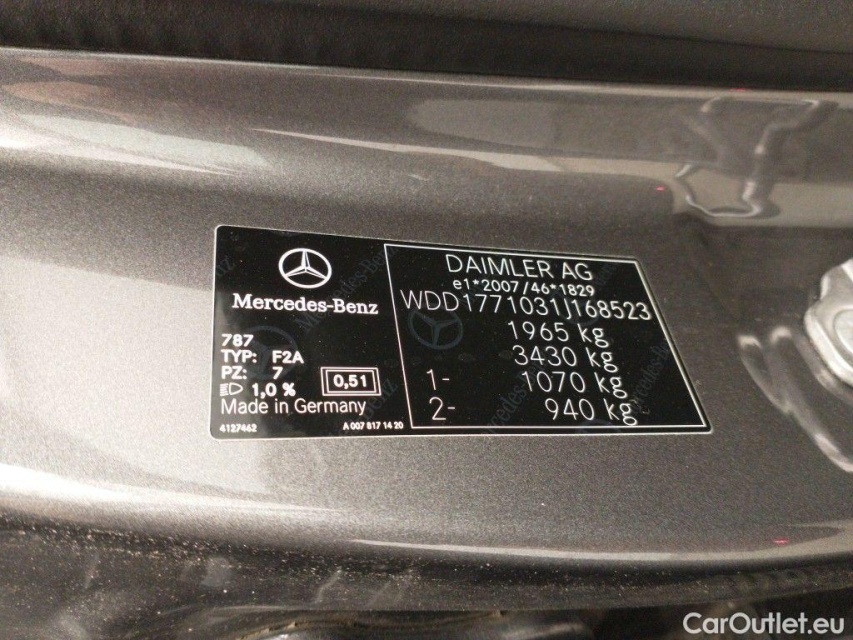 Mercedes-Benz
787
TYP: F2A
PZ: 7
1,0 %
0,51
Made in Germany
4127462
A 007 817 14 20
DAIMLER AG
e1*2007/46*1829
WDD1771031J168523
1965 kg
3430 kg
1- 1070 kg
2- 940 kg
CarOutlet.eu